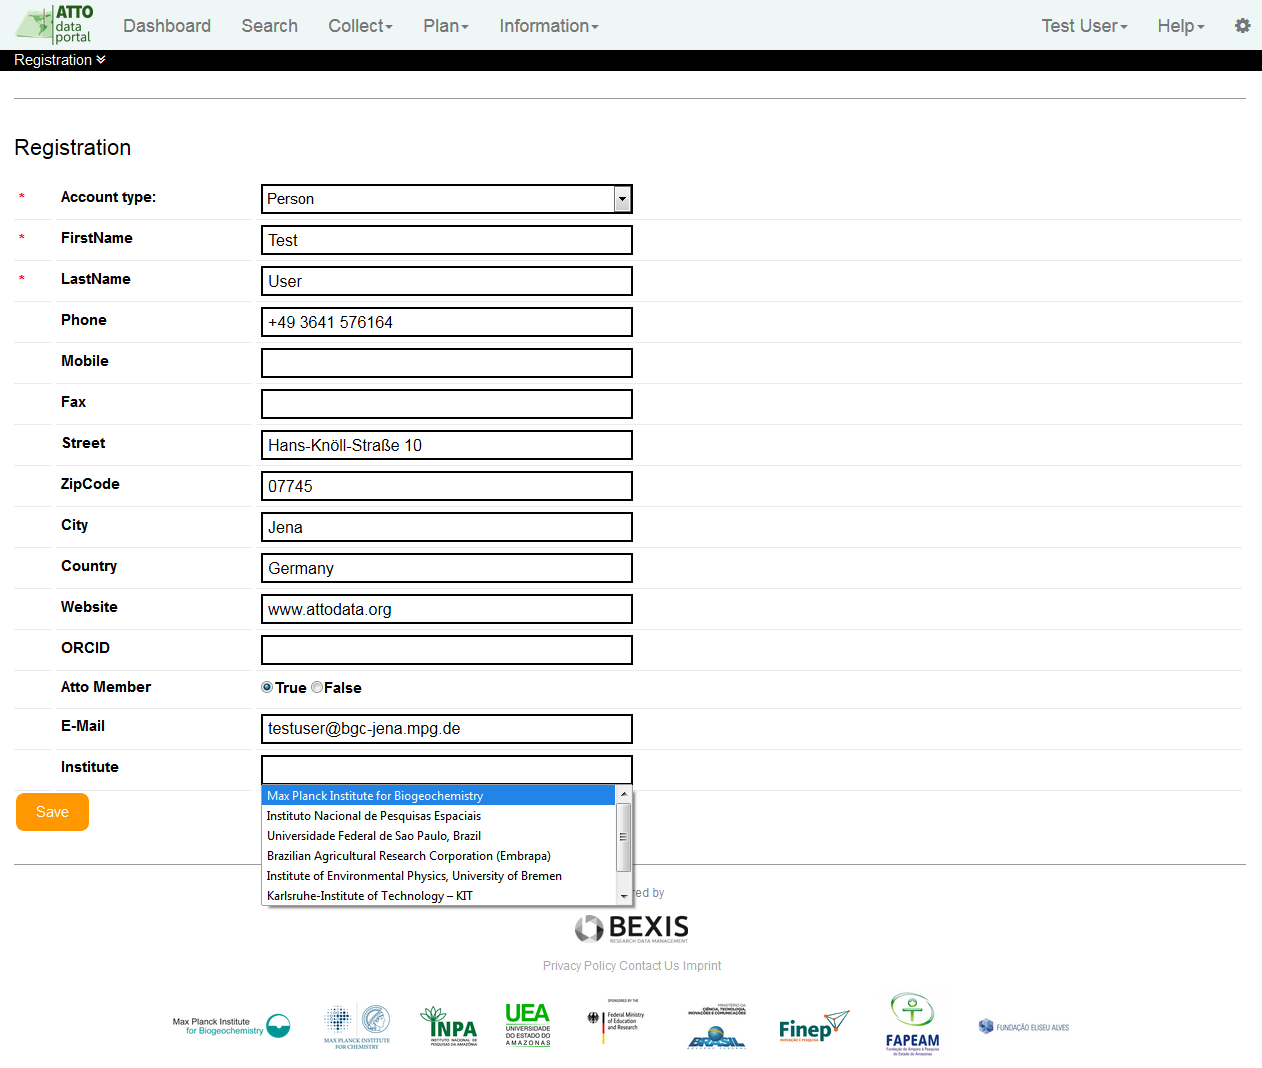 ATTO
data
portal
Dashboard Search Collect Plan Information Test User Help
Registration
Registration
* Account type: Person
* FirstName Test
* LastName User
Phone +49 3641 576164
Mobile
Fax
Street Hans-Knöll-Straße 10
ZipCode 07745
City Jena
Country Germany
Website www.attodata.org
ORCID
Atto Member True False
E-Mail testuser@bgc-jena.mpg.de
Institute
Max Planck Institute for Biogeochemistry
Save
Instituto Nacional de Pesquisas Espaciais
Universidade Federal de Sao Paulo, Brazil
Brazilian Agricultural Research Corporation (Embrapa)
Institute of Environmental Physics, University of Bremen
Karlsruhe-Institute of Technology – KIT
red by
BEXIS
RESEARCH DATA MANAGEMENT
Privacy Policy Contact Us Imprint
Max Planck Institute
for Biogeochemistry
MAX PLANCK INSTITUTE
FOR CHEMISTRY
INPA
INSTITUTO NACIONAL DE
PESQUISAS DA AMAZÔNIA
UEA
UNIVERSIDADE
DO ESTADO DO
AMAZONAS
SPONSORED BY THE
Federal Ministry
of Education
and Research
MINISTÉRIO DA
CIÊNCIA, TECNOLOGIA,
INOVAÇÕES E COMUNICAÇÕES
BRASIL
Finep
INOVAÇÃO E PESQUISA
FAPEAM
Fundação de Amparo à Pesquisa
do Estado do Amazonas
FUNDAÇÃO ELISEU ALVES